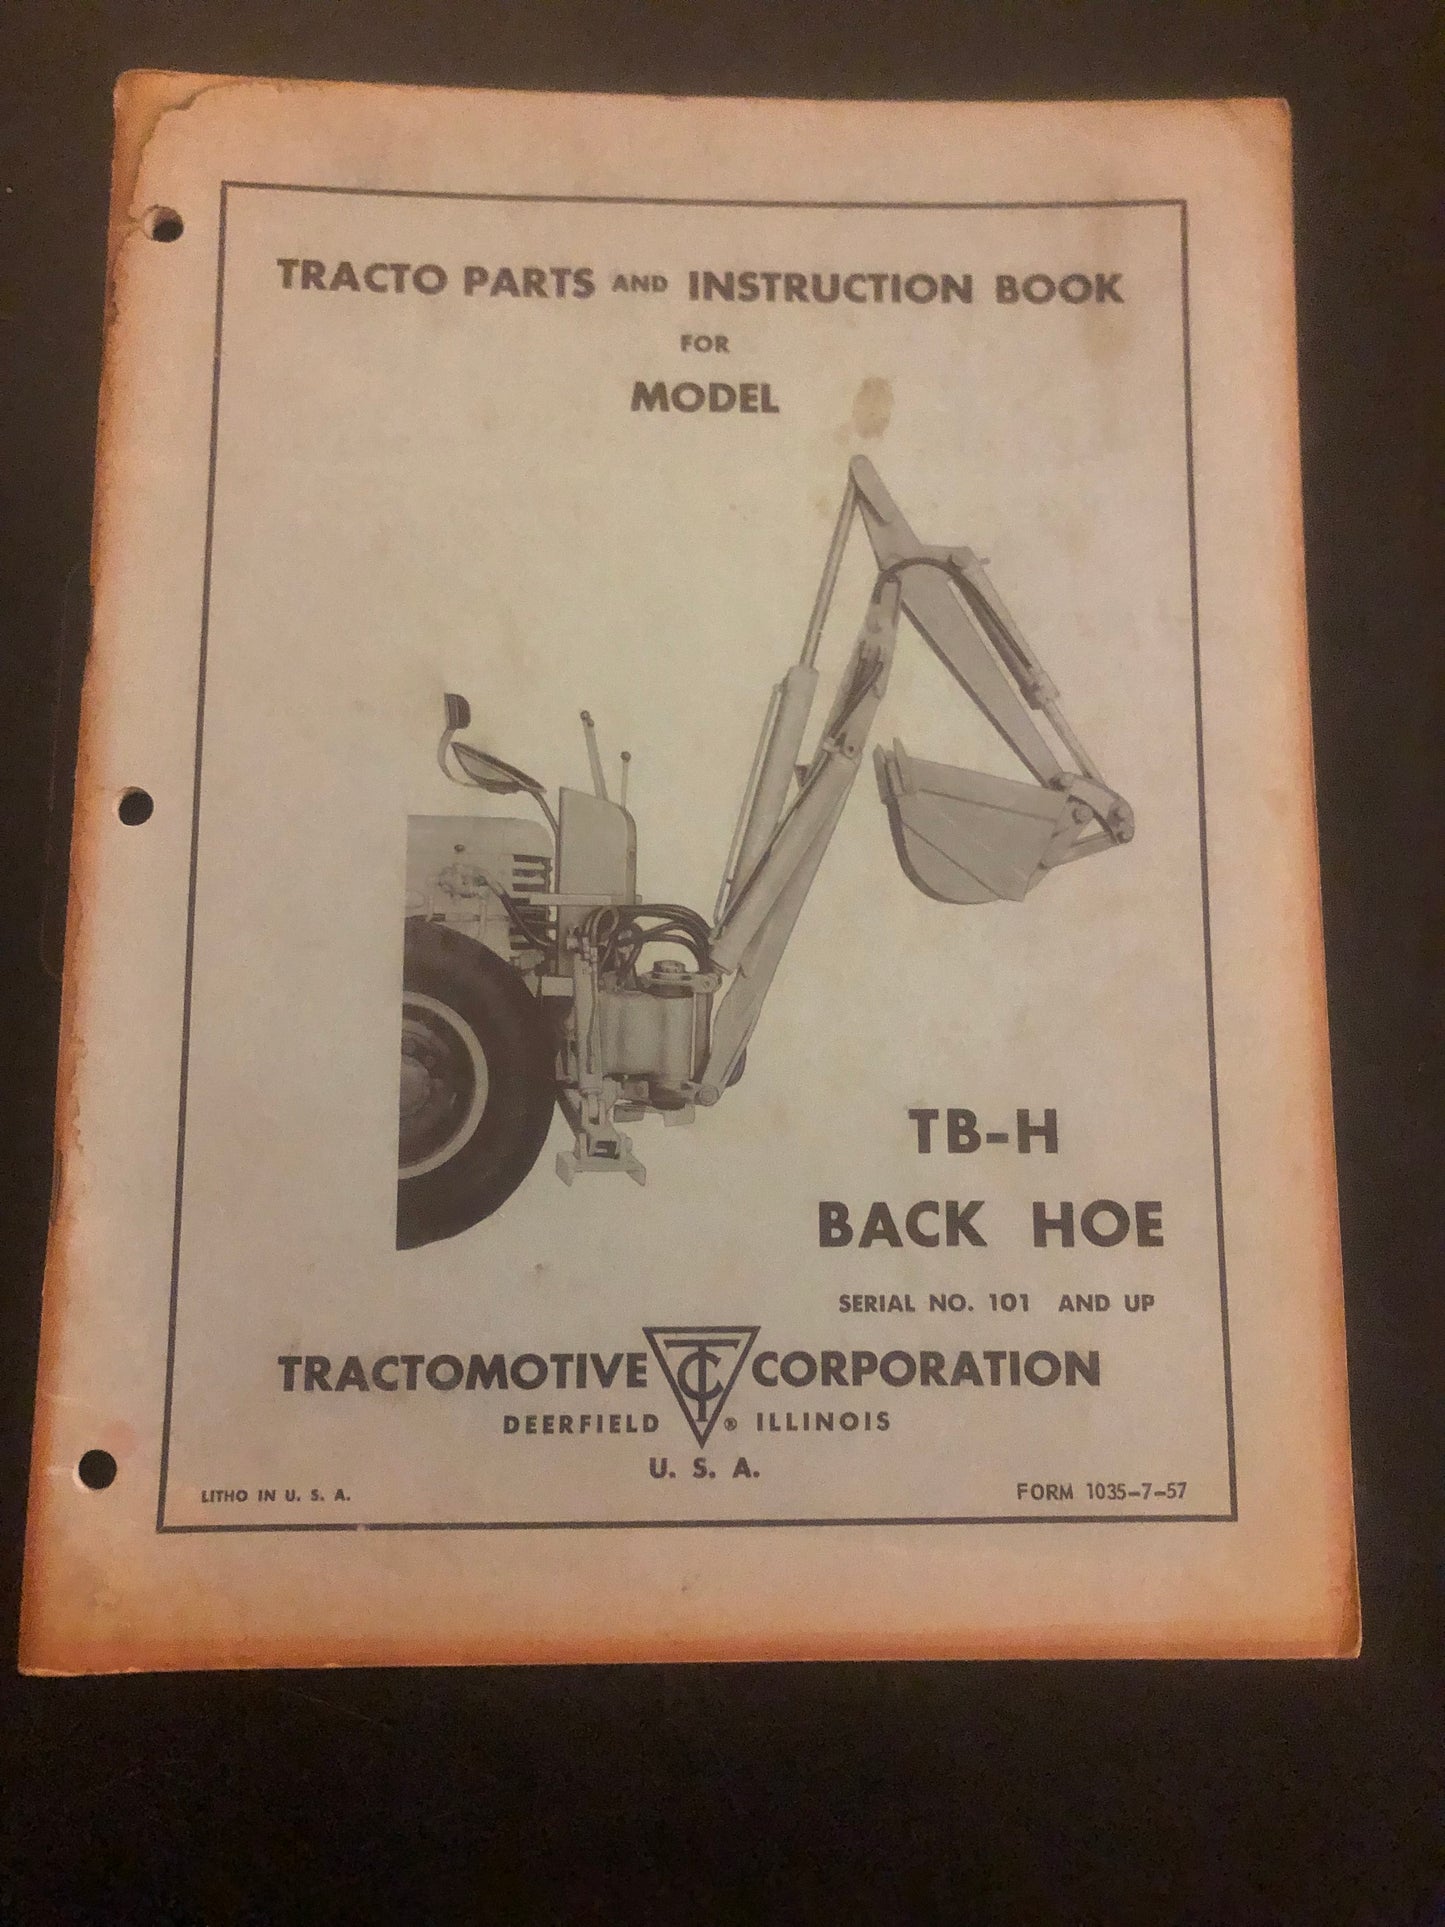 TRACTO PARTS AND INSTRUCTION BOOK
FOR
MODEL
TB-H
BACK HOE
SERIAL NO. 101 AND UP
TRACTOMOTIVE TCM CORPORATION
DEERFIELD ® ILLINOIS
U. S. A.
LITHO IN U. S. A.
FORM 1035-7-57